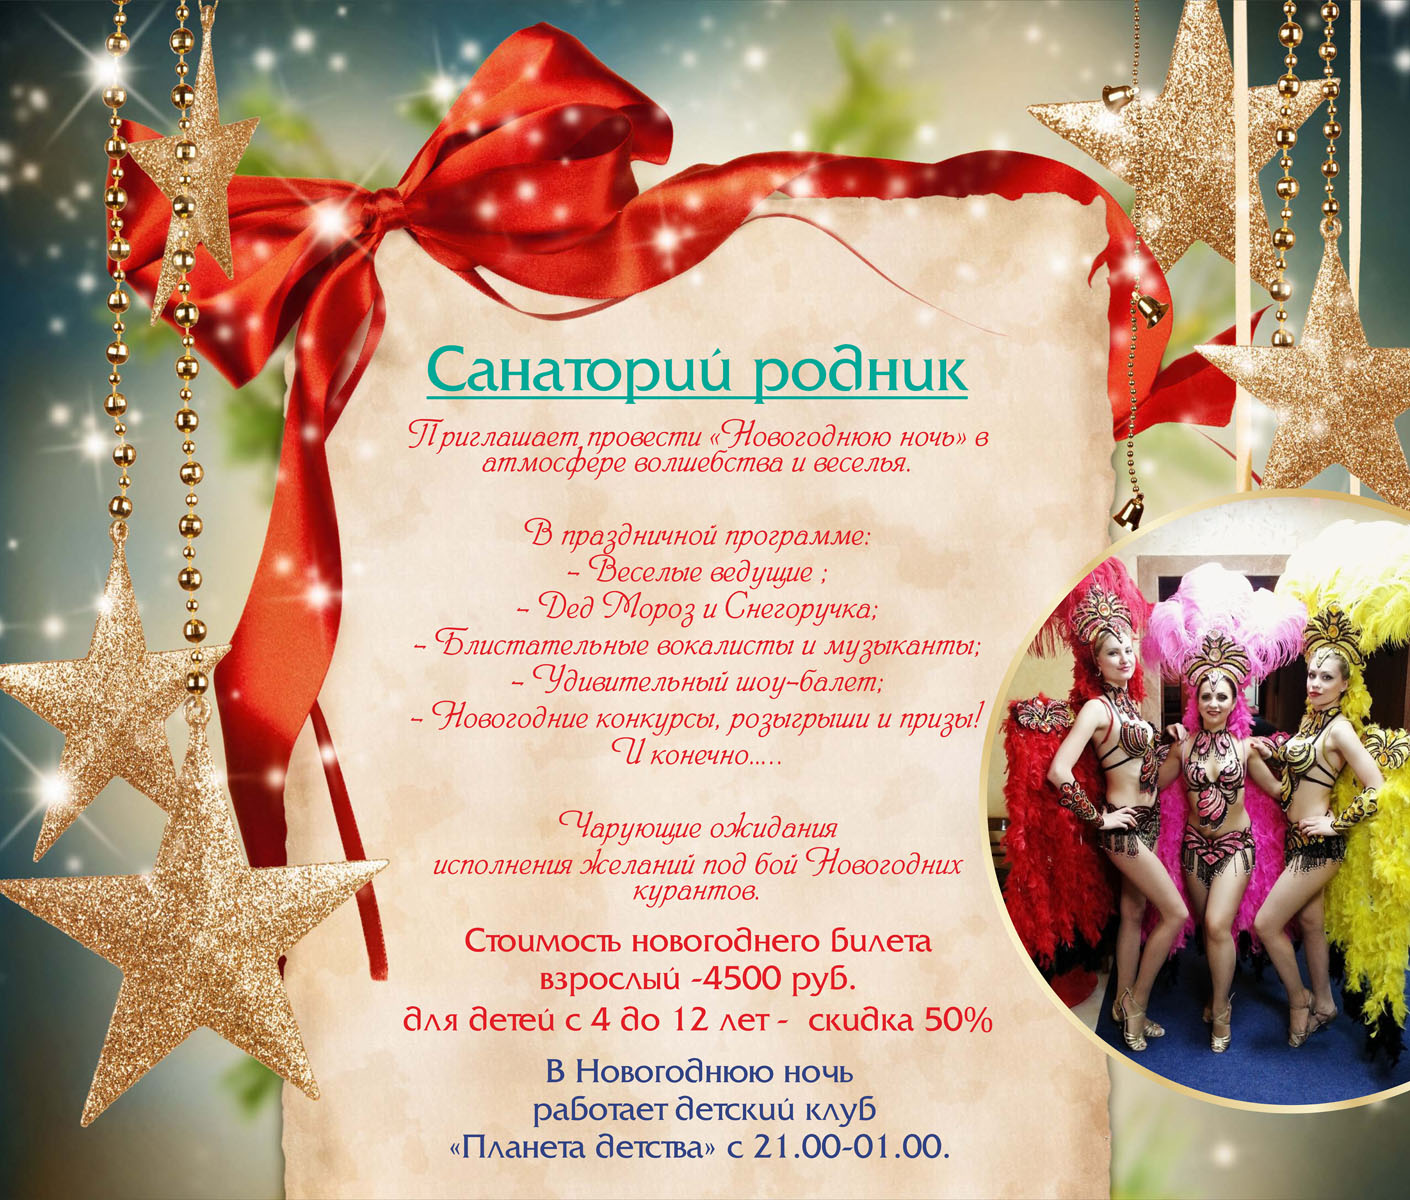 Санаторий родник
Приглашает провести «Новогоднюю ночь» в
атмосфере волшебства и веселья.
В праздничной программе:
- Веселые ведущие ;
- Дед Мороз и Снегоручка;
- Блистательные вокалисты и музыканты;
- Удивительный шоу-балет;
- Новогодние конкурсы, розыгрыши и призы!
И конечно.....
Чарующие ожидания
исполнения желаний под бой Новогодних
курантов.
Стоимость новогоднего билета
взрослый -4500 руб.
для детей с 4 до 12 лет - скидка 50%
В Новогоднюю ночь
работает детский клуб
«Планета детства» с 21.00-01.00.